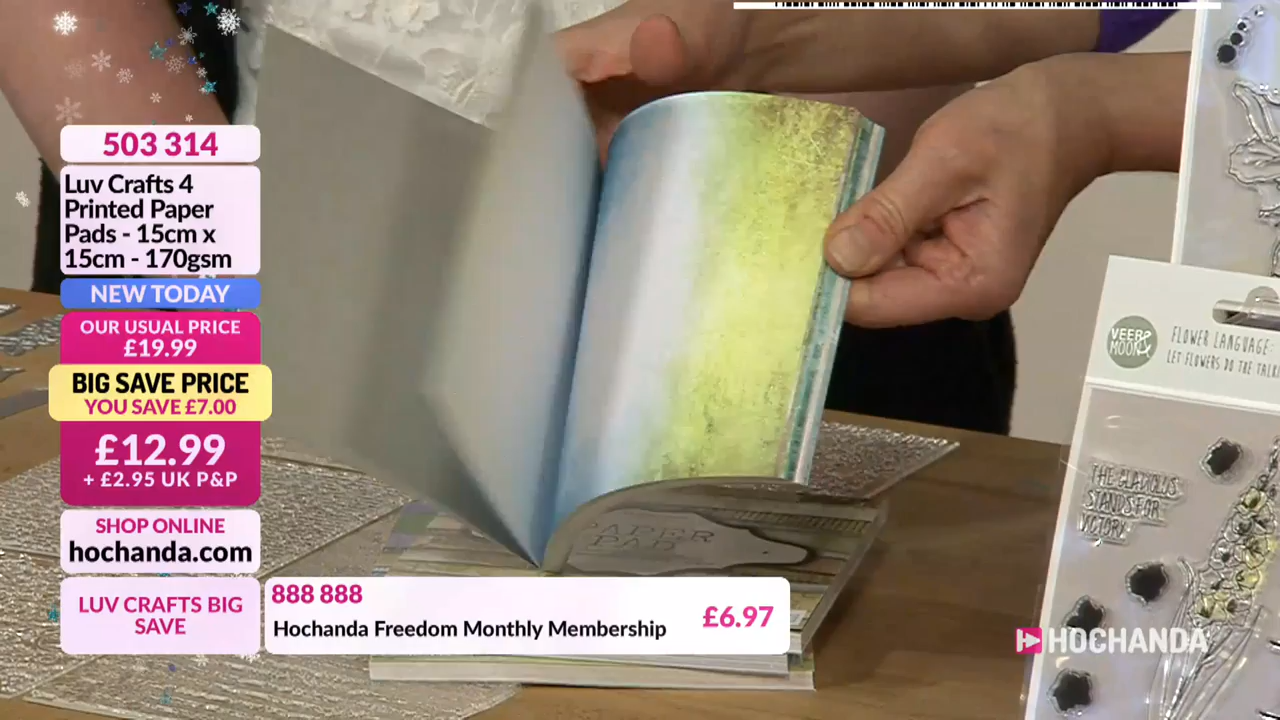 503 314
Luv Crafts 4
Printed Paper
Pads - 15cm x
15cm - 170gsm
NEW TODAY
OUR USUAL PRICE
£19.99
BIG SAVE PRICE
YOU SAVE £7.00
£12.99
+ £2.95 UK P&P
SHOP ONLINE
hochanda.com
LUV CRAFTS BIG
SAVE
888 888
Hochanda Freedom Monthly Membership
£6.97
PAPER
PAD
VEER&
MOON
FLOWER LANGUAGE:
LET FLOWERS DO THE TALKI
THE GLADIOLUS
STANDS FOR
VICTORY
HOCHANDA